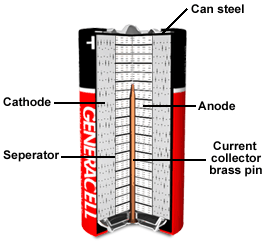 Can steel
+
Cathode
Anode
GENERACELL
Seperator
Current
collector
brass pin